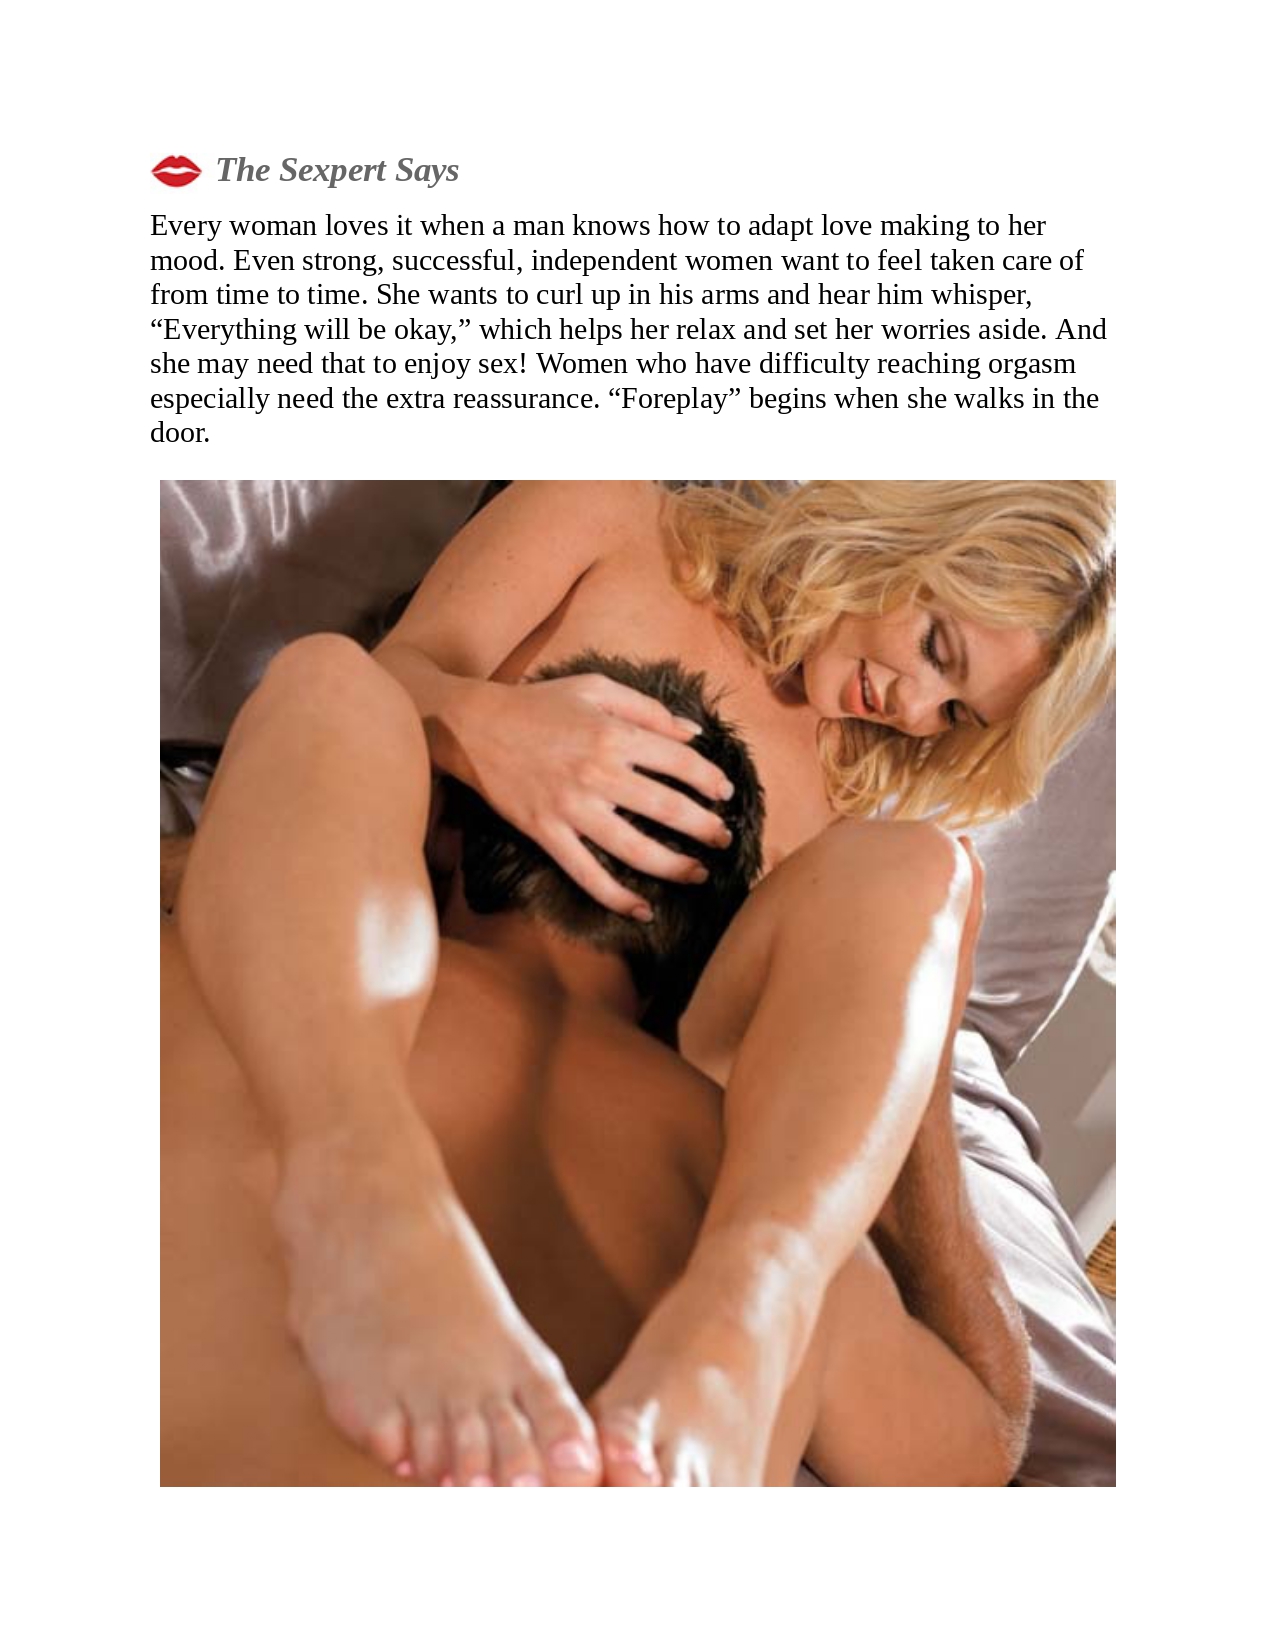 The Sexpert Says
Every woman loves it when a man knows how to adapt love making to her
mood. Even strong, successful, independent women want to feel taken care of
from time to time. She wants to curl up in his arms and hear him whisper,
“Everything will be okay,” which helps her relax and set her worries aside. And
she may need that to enjoy sex! Women who have difficulty reaching orgasm
especially need the extra reassurance. “Foreplay” begins when she walks in the
door.